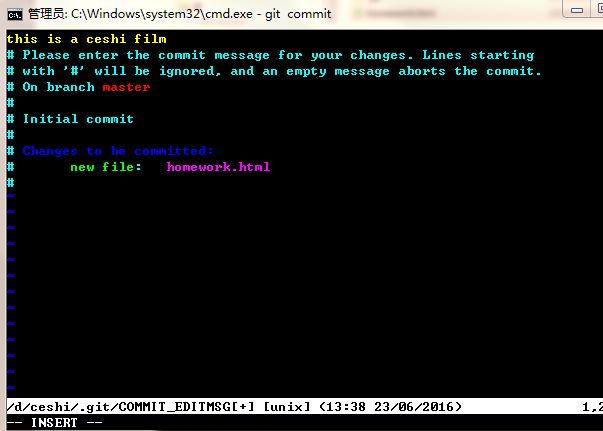 管理员: C:\Windows\system32\cmd.exe - git  commit
this is a ceshi film
# Please enter the commit message for your changes. Lines starting
# with '#' will be ignored, and an empty message aborts the commit.
# On branch master
#
# Initial commit
#
# Changes to be committed:
#       new file:   homework.html
#
~
~
~
~
~
~
~
~
~
~
~
~
~
/d/ceshi/.git/COMMIT_EDITMSG[+] [unix] (13:38 23/06/2016)               1,2
-- INSERT --